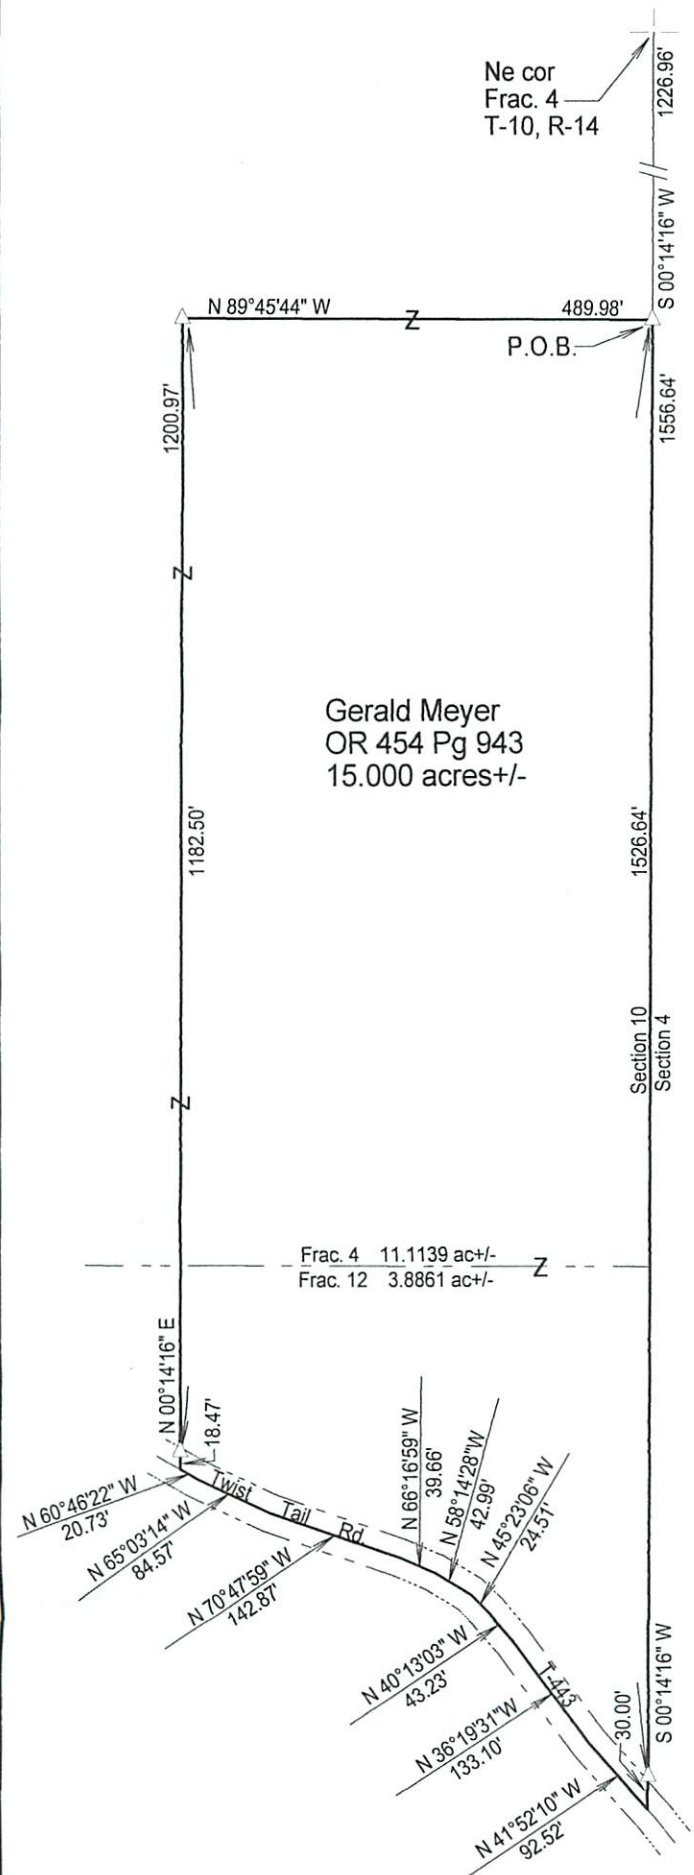 Ne cor
Frac. 4
T-10, R-14
1226.96'
S 00°14'16" W
N 89°45'44" W
489.98'
Z
P.O.B.
1200.97'
1556.64'
Z
Gerald Meyer
OR 454 Pg 943
15.000 acres+/-
1182.50'
1526.64'
Section 10
Section 4
Z
Frac. 4 11.1139 ac+/-
Z
Frac. 12 3.8861 ac+/-
N 00°14'16" E
18.47'
N 60°46'22" W
20.73'
N 65°03'14" W
84.57'
N 70°47'59" W
142.87'
Twist Tail Rd.
N 66°16'59" W
39.66'
N 58°14'28"W
42.99'
N 45°23'06" W
24.51'
N 40°13'03" W
43.23'
N 36°19'31"W
133.10'
N 41°52'10" W
92.52'
T-443
30.00'
S 00°14'16" W